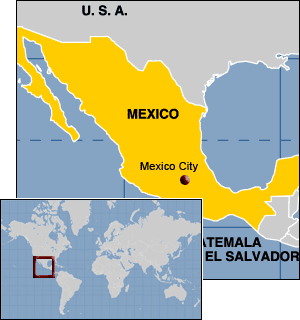 U. S. A.
MEXICO
Mexico City
ATEMALA
EL SALVADOR